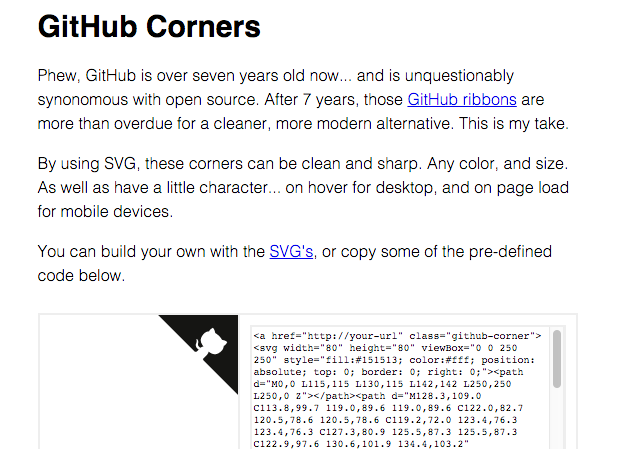 GitHub Corners
Phew, GitHub is over seven years old now... and is unquestionably
synonomous with open source. After 7 years, those GitHub ribbons are
more than overdue for a cleaner, more modern alternative. This is my take.
By using SVG, these corners can be clean and sharp. Any color, and size.
As well as have a little character... on hover for desktop, and on page load
for mobile devices.
You can build your own with the SVG's, or copy some of the pre-defined
code below.
<a href="http://your-url" class="github-corner">
<svg width="80" height="80" viewBox="0 0 250
250" style="fill:#151513; color:#fff; position:
absolute; top: 0; border: 0; right: 0;"><path
d="M0,0 L115,115 L130,115 L142,142 L250,250
L250,0 Z"></path><path d="M128.3,109.0
C113.8,99.7 119.0,89.6 119.0,89.6 C122.0,82.7
120.5,78.6 120.5,78.6 C119.2,72.0 123.4,76.3
123.4,76.3 C127.3,80.9 125.5,87.3 125.5,87.3
C122.9,97.6 130.6,101.9 134.4,103.2"